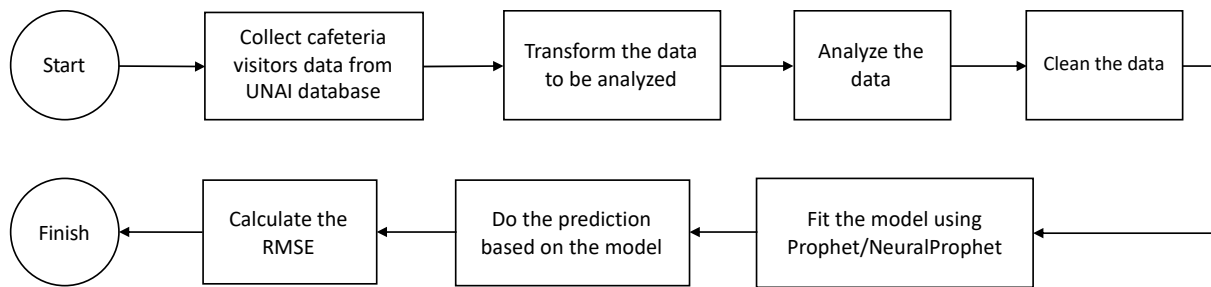 Start
Collect cafeteria
visitors data from
UNAI database
Transform the data
to be analyzed
Analyze the
data
Clean the data
Finish
Calculate the
RMSE
Do the prediction
based on the model
Fit the model using
Prophet/NeuralProphet